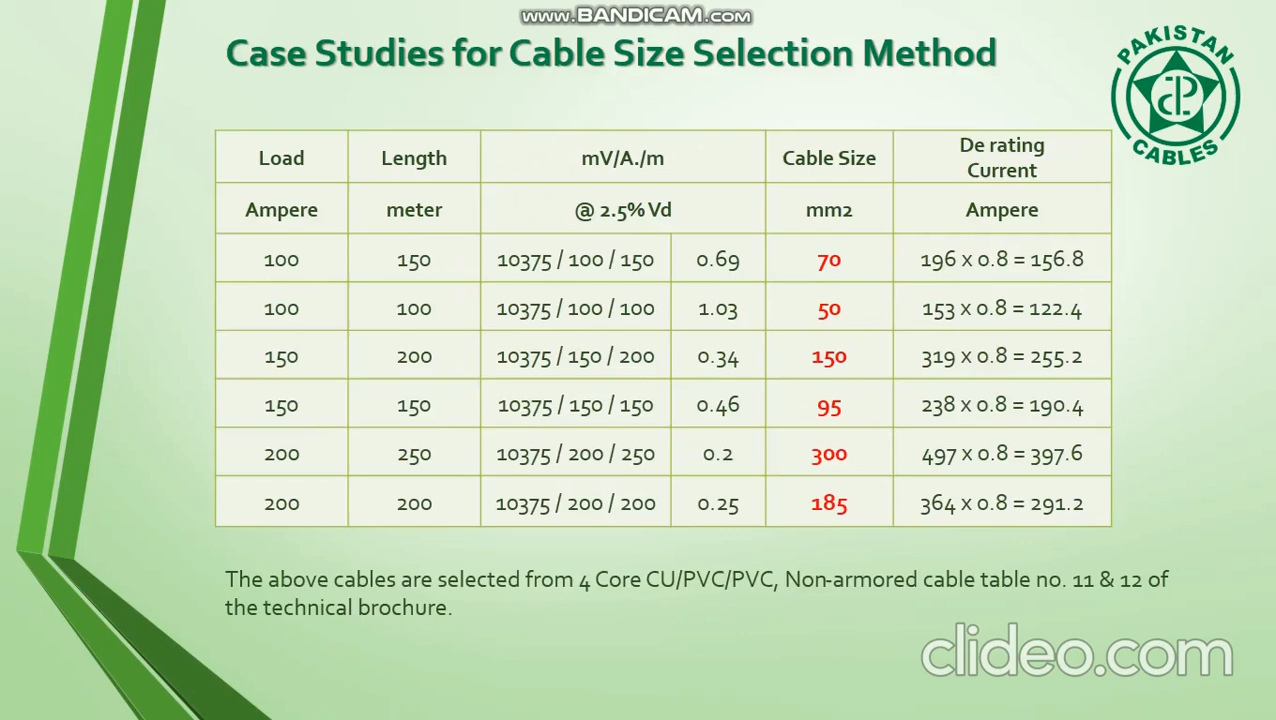 www.BANDICAM.com
Case Studies for Cable Size Selection Method
PAKISTAN
CABLES
Load Length mV/A./m Cable Size De rating Current
Ampere meter @ 2.5% Vd mm2 Ampere
100 150 10375 / 100 / 150 0.69 70 196 x 0.8 = 156.8
100 100 10375 / 100 / 100 1.03 50 153 x 0.8 = 122.4
150 200 10375 / 150 / 200 0.34 150 319 x 0.8 = 255.2
150 150 10375 / 150 / 150 0.46 95 238 x 0.8 = 190.4
200 250 10375 / 200 / 250 0.2 300 497 x 0.8 = 397.6
200 200 10375 / 200 / 200 0.25 185 364 x 0.8 = 291.2
The above cables are selected from 4 Core CU/PVC/PVC, Non-armored cable table no. 11 & 12 of
the technical brochure.
clideo.com